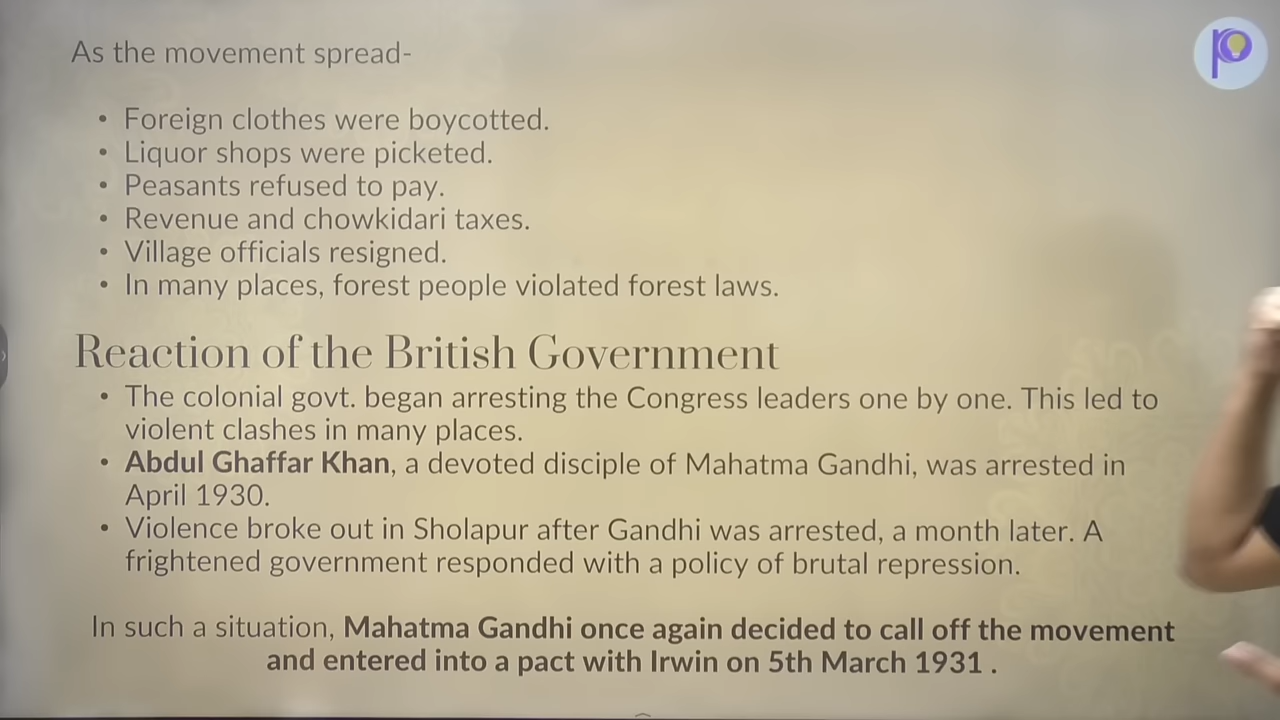 As the movement spread-
• Foreign clothes were boycotted.
• Liquor shops were picketed.
• Peasants refused to pay.
• Revenue and chowkidari taxes.
• Village officials resigned.
• In many places, forest people violated forest laws.
Reaction of the British Government
• The colonial govt. began arresting the Congress leaders one by one. This led to
violent clashes in many places.
• Abdul Ghaffar Khan, a devoted disciple of Mahatma Gandhi, was arrested in
April 1930.
• Violence broke out in Sholapur after Gandhi was arrested, a month later. A
frightened government responded with a policy of brutal repression.
In such a situation, Mahatma Gandhi once again decided to call off the movement
and entered into a pact with Irwin on 5th March 1931 .